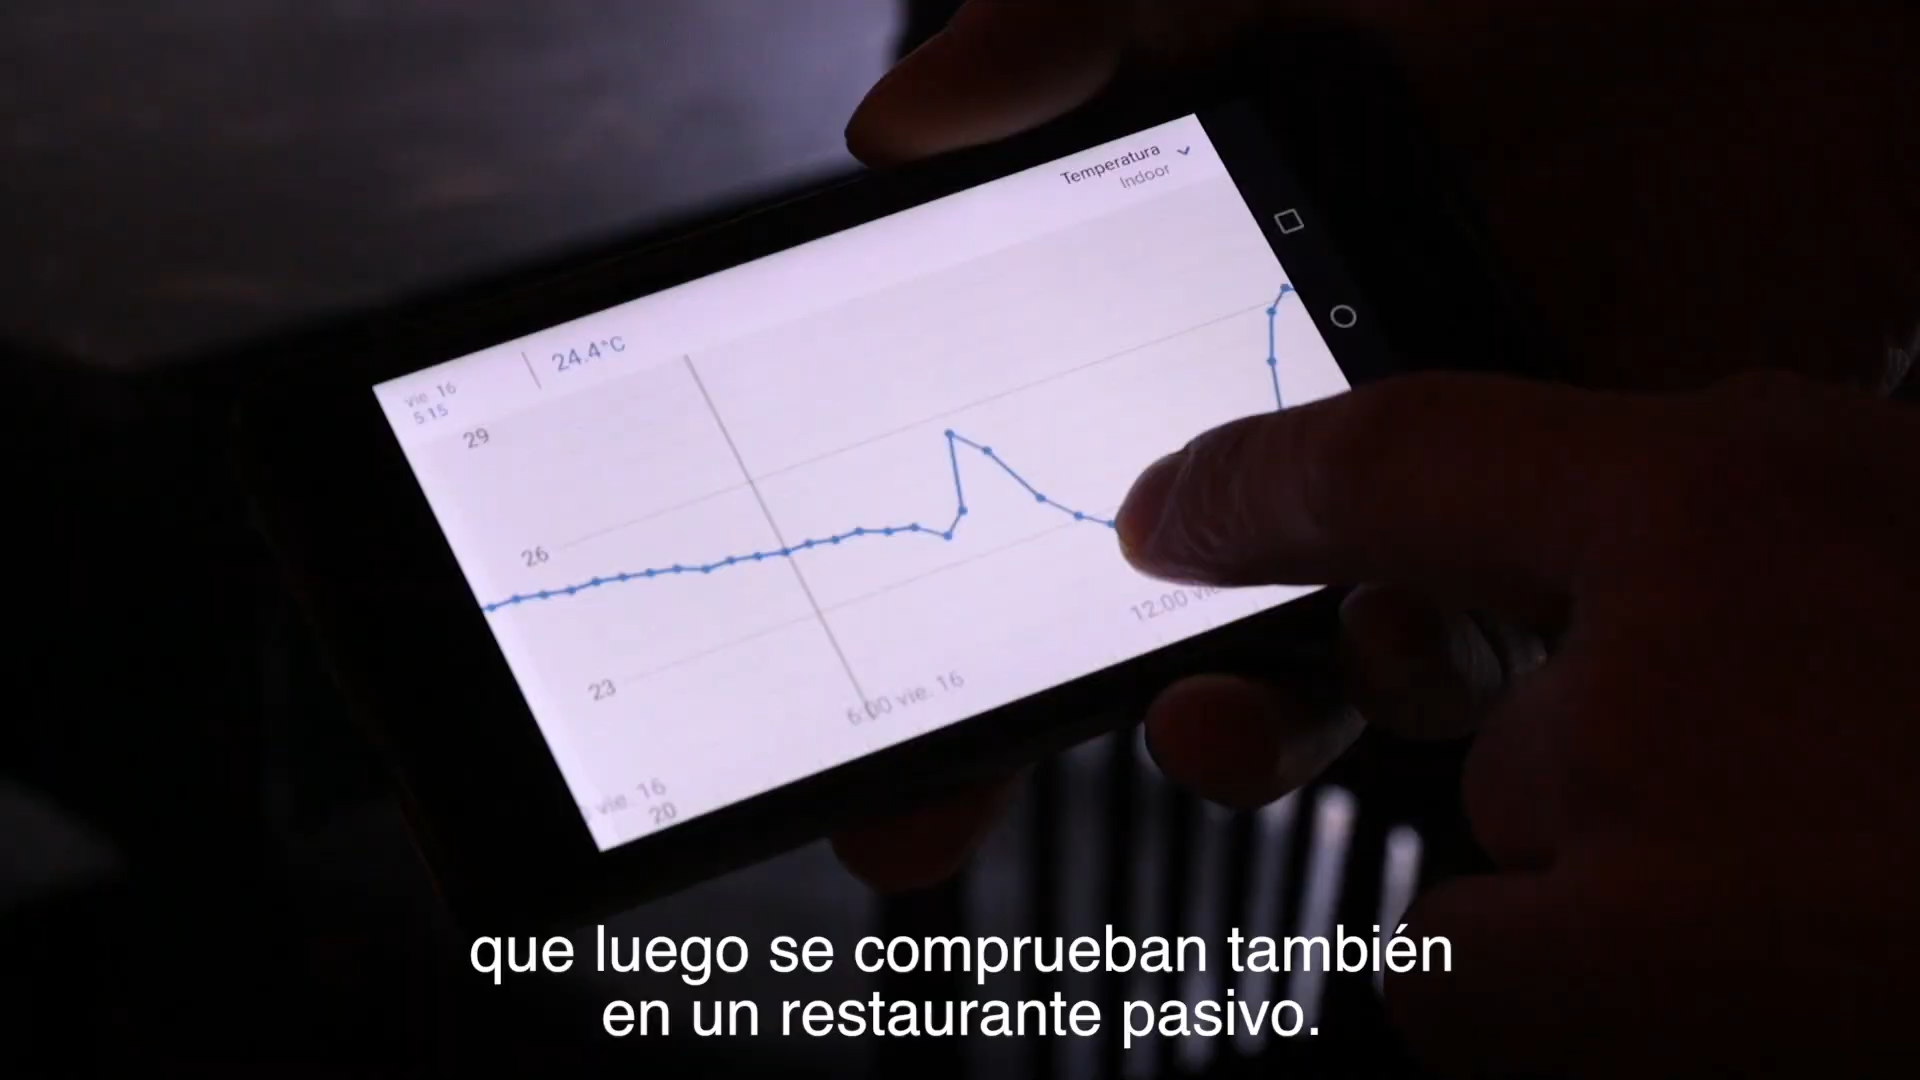 Temperatura
Indoor
vie. 16
5:15
24.4°C
29
26
23
20
vie. 16
6:00 vie. 16
12:00
que luego se comprueban también
en un restaurante pasivo.